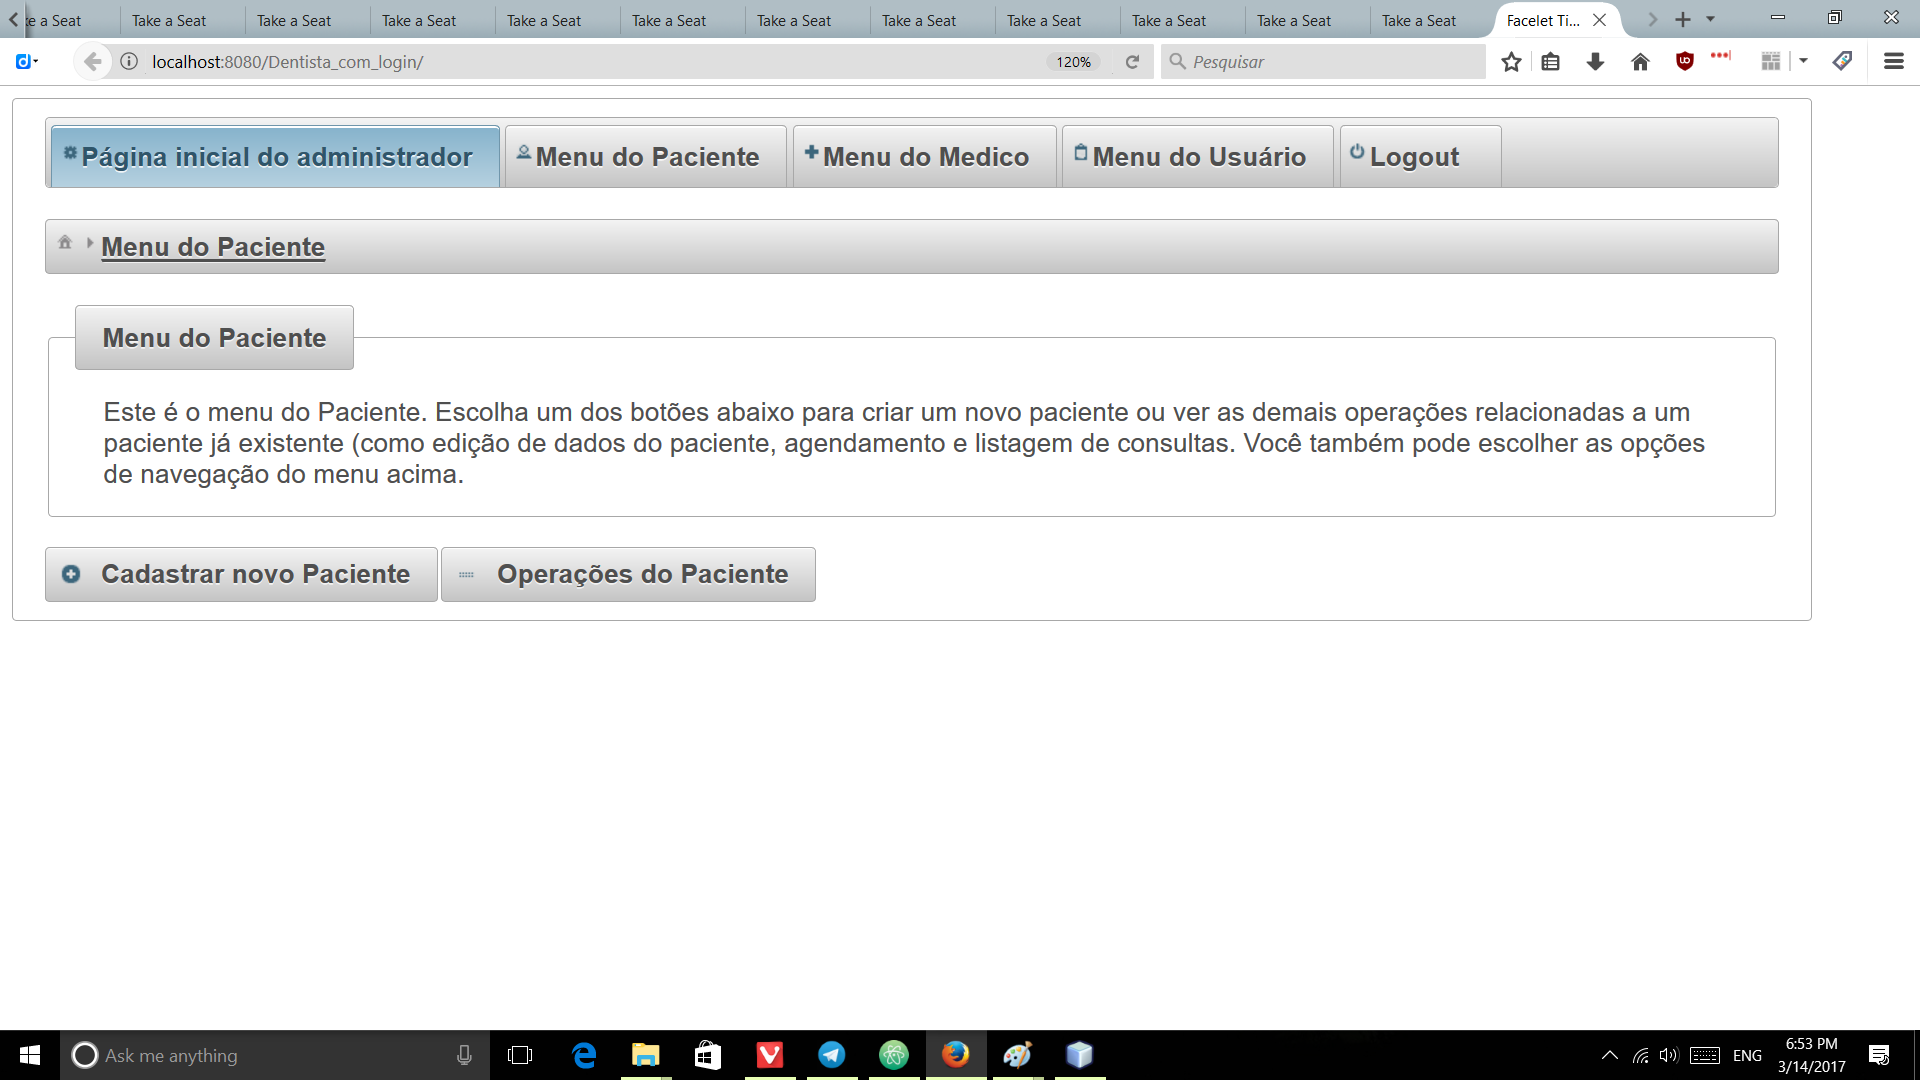 ke a Seat Take a Seat Take a Seat Take a Seat Take a Seat Take a Seat Take a Seat Take a Seat Take a Seat Take a Seat Take a Seat Take a Seat Facelet Ti...
localhost:8080/Dentista_com_login/ 120% Pesquisar
Página inicial do administrador Menu do Paciente Menu do Medico Menu do Usuário Logout
Menu do Paciente
Menu do Paciente
Este é o menu do Paciente. Escolha um dos botões abaixo para criar um novo paciente ou ver as demais operações relacionadas a um
paciente já existente (como edição de dados do paciente, agendamento e listagem de consultas. Você também pode escolher as opções
de navegação do menu acima.
Cadastrar novo Paciente Operações do Paciente
Ask me anything ENG 6:53 PM
3/14/2017